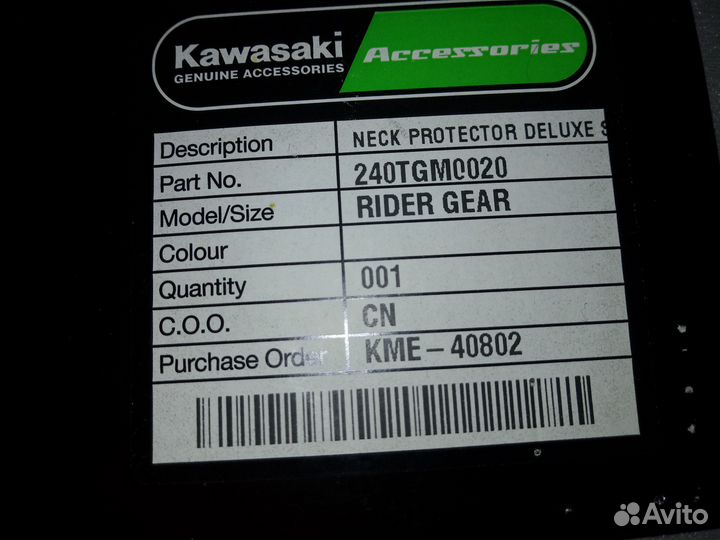 Kawasaki
GENUINE ACCESSORIES
Accessories
Description NECK PROTECTOR DELUXE S
Part No. 240TGM0020
Model/Size RIDER GEAR
Colour
Quantity 001
C.O.O. CN
Purchase Order KME-40802
Avito